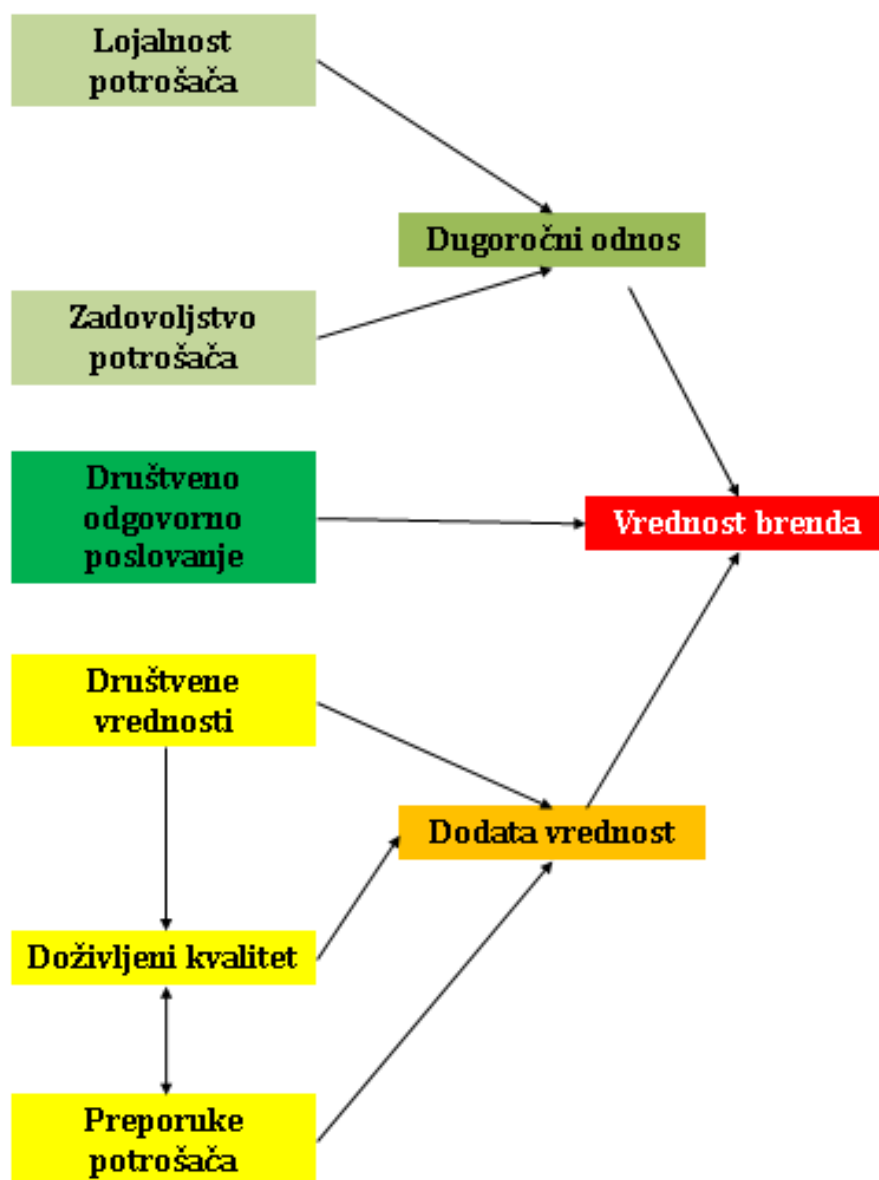 Lojalnost
potrošača
Dugoročni odnos
Zadovoljstvo
potrošača
Društveno
odgovorno
poslovanje
Vrednost brenda
Društvene
vrednosti
Dodata vrednost
Doživljeni kvalitet
Preporuke
potrošača